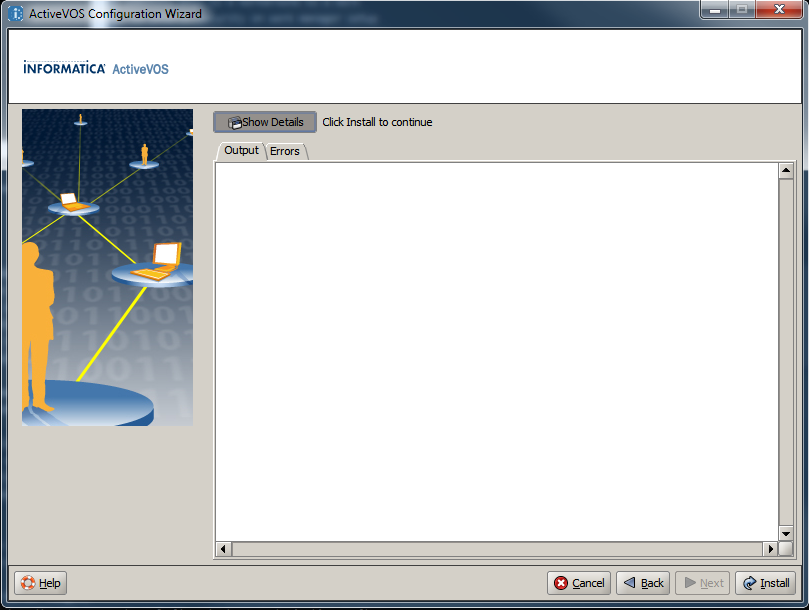 ActiveVOS Configuration Wizard
INFORMATICA ActiveVOS
Show Details Click Install to continue
Output Errors
Help Cancel Back Next Install